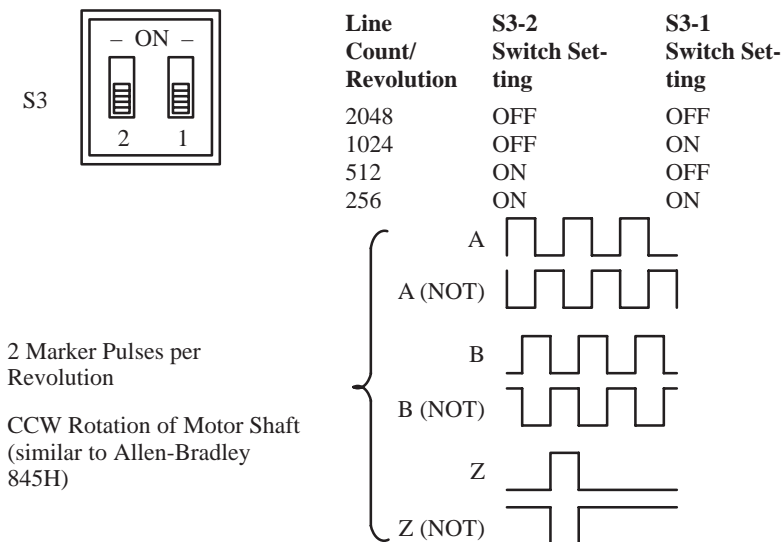 – ON –
S3
2 1
Line Count/ Revolution
S3-2 Switch Set- ting
S3-1 Switch Set- ting
2048 OFF OFF
1024 OFF ON
512 ON OFF
256 ON ON
A
A (NOT)
B
B (NOT)
Z
Z (NOT)
2 Marker Pulses per
Revolution
CCW Rotation of Motor Shaft
(similar to Allen-Bradley
845H)